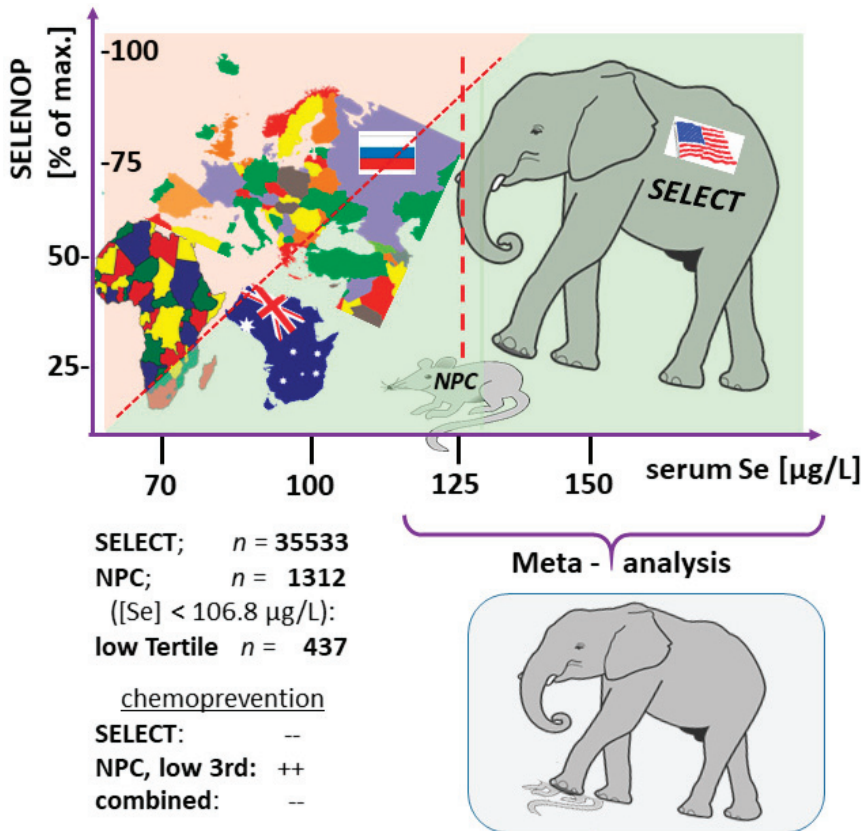 SELENOP
[% of max.]
-100
-75
50-
25-
SELECT
NPC
70
100
125
150
serum Se [µg/L]
SELECT; n = 35533
NPC; n = 1312
([Se] < 106.8 µg/L):
low Tertile n = 437
chemoprevention
SELECT: --
NPC, low 3rd: ++
combined: --
Meta - analysis